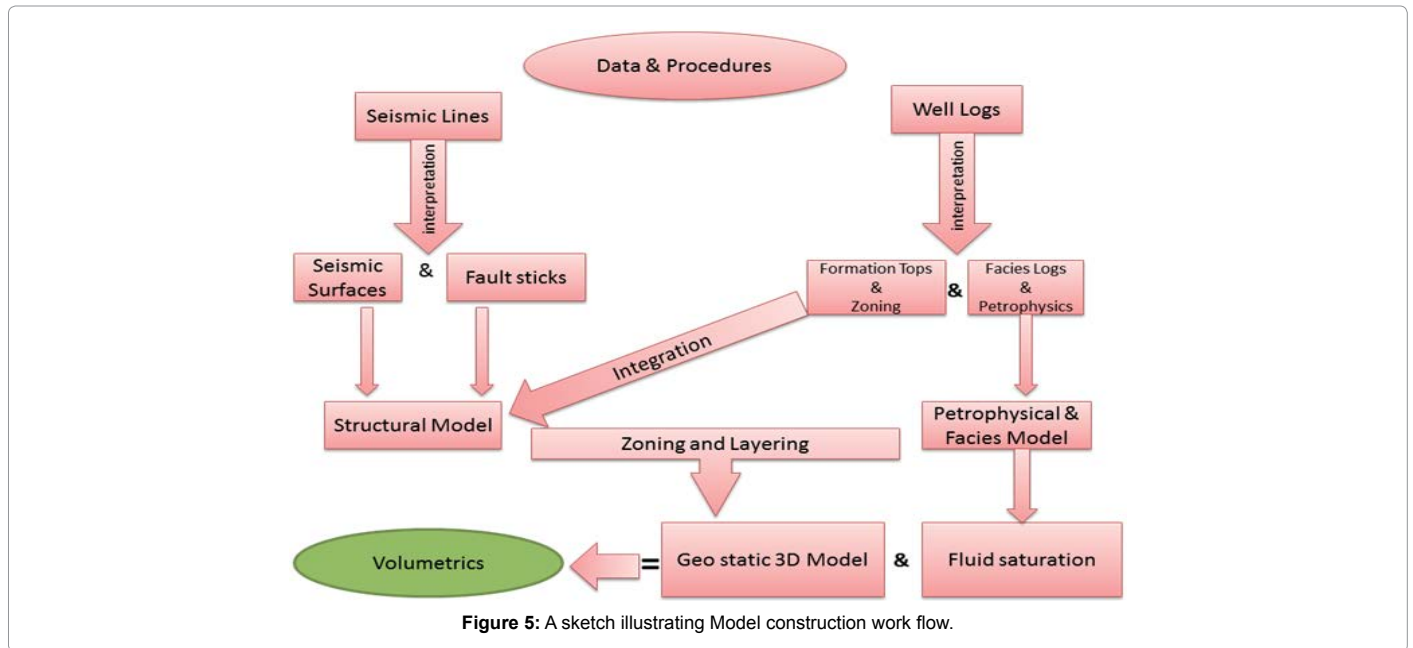 Data & Procedures
Seismic Lines
Well Logs
interpretation
interpretation
Seismic
Surfaces
&
Fault sticks
Formation Tops
&
Zoning
&
Facies Logs
&
Petrophysics
Integration
Structural Model
Petrophysical &
Facies Model
Zoning and Layering
Volumetrics
=
Geo static 3D Model
&
Fluid saturation
Figure 5: A sketch illustrating Model construction work flow.